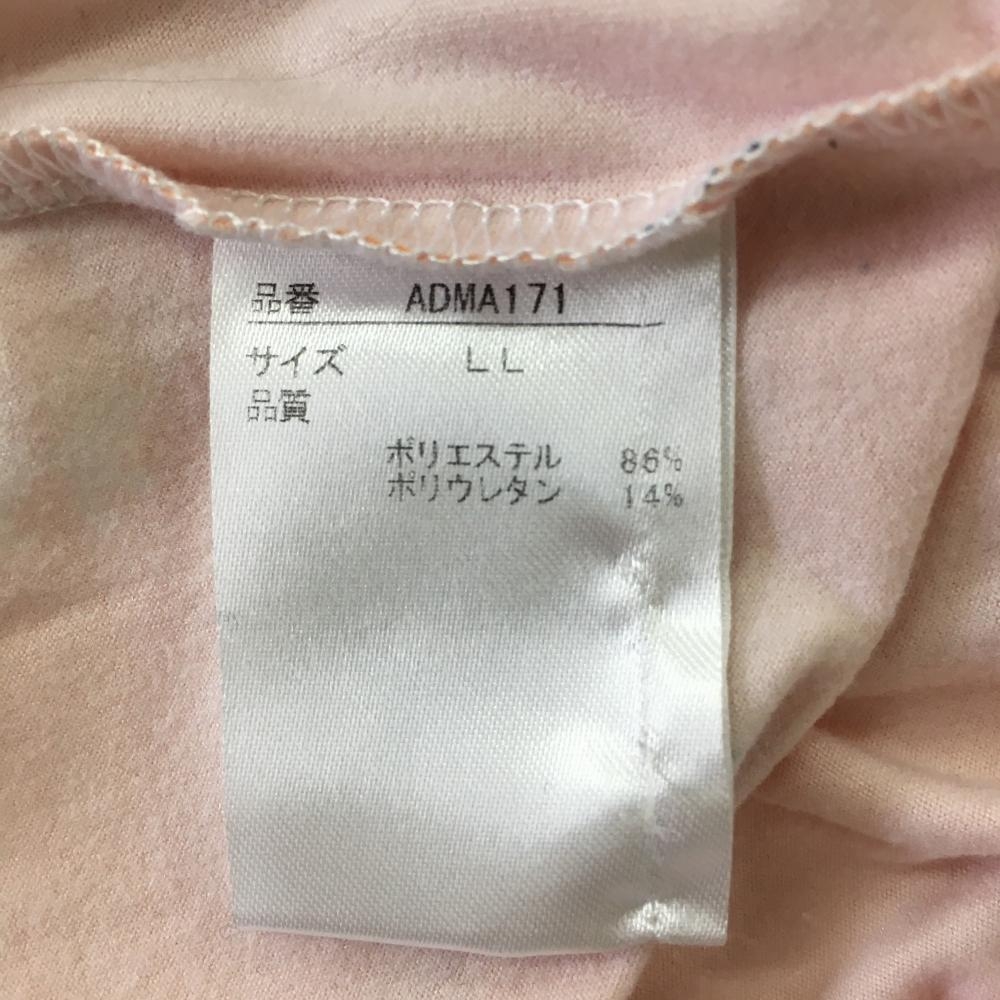 品番 ADMA171
サイズ LL
品質
ポリエステル 86%
ポリウレタン 14%